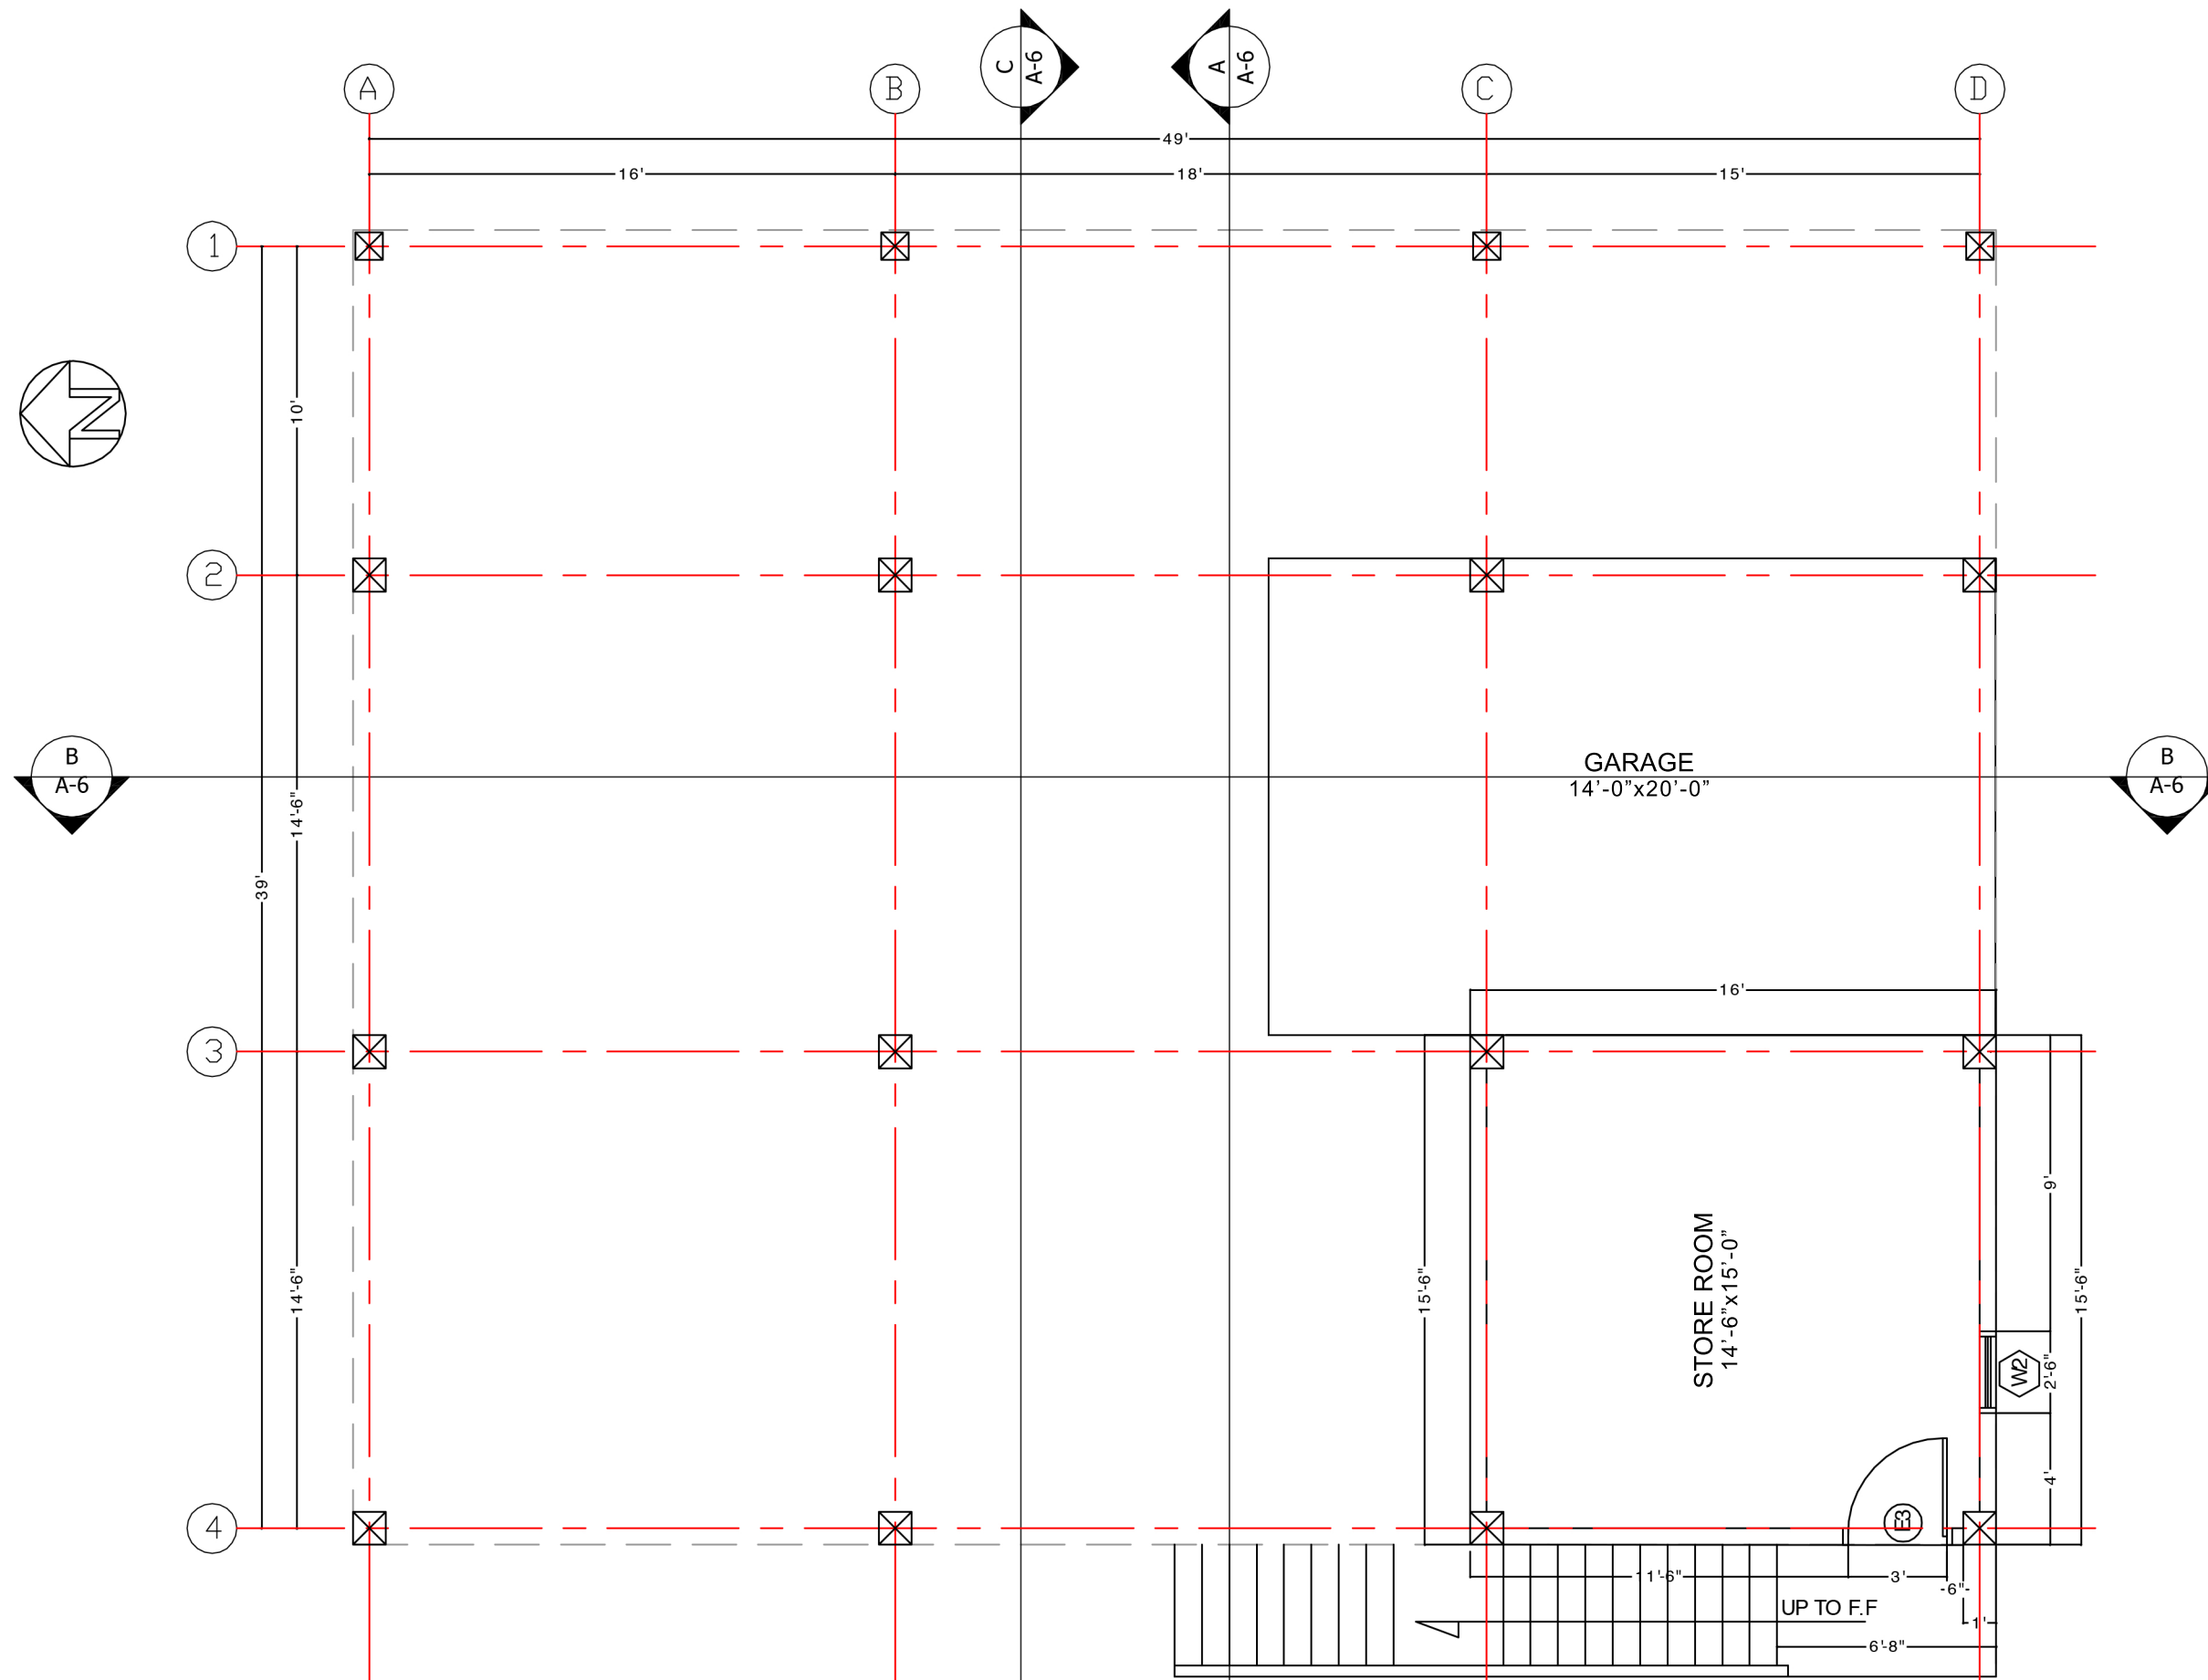 C
A-6
A
A-6
A
B
C
D
49'
16'
18'
15'
1
N
10'
2
B
A-6
B
A-6
GARAGE
14'-0"x20'-0"
14'-6"
39'
16'
3
9'
STORE ROOM
14'-6"x15'-0"
14'-6"
15'-6"
15'-6"
W2
2'-6"
4'
E3
4
11'-6"
3'
6"
UP TO F.F
1'
6'-8"